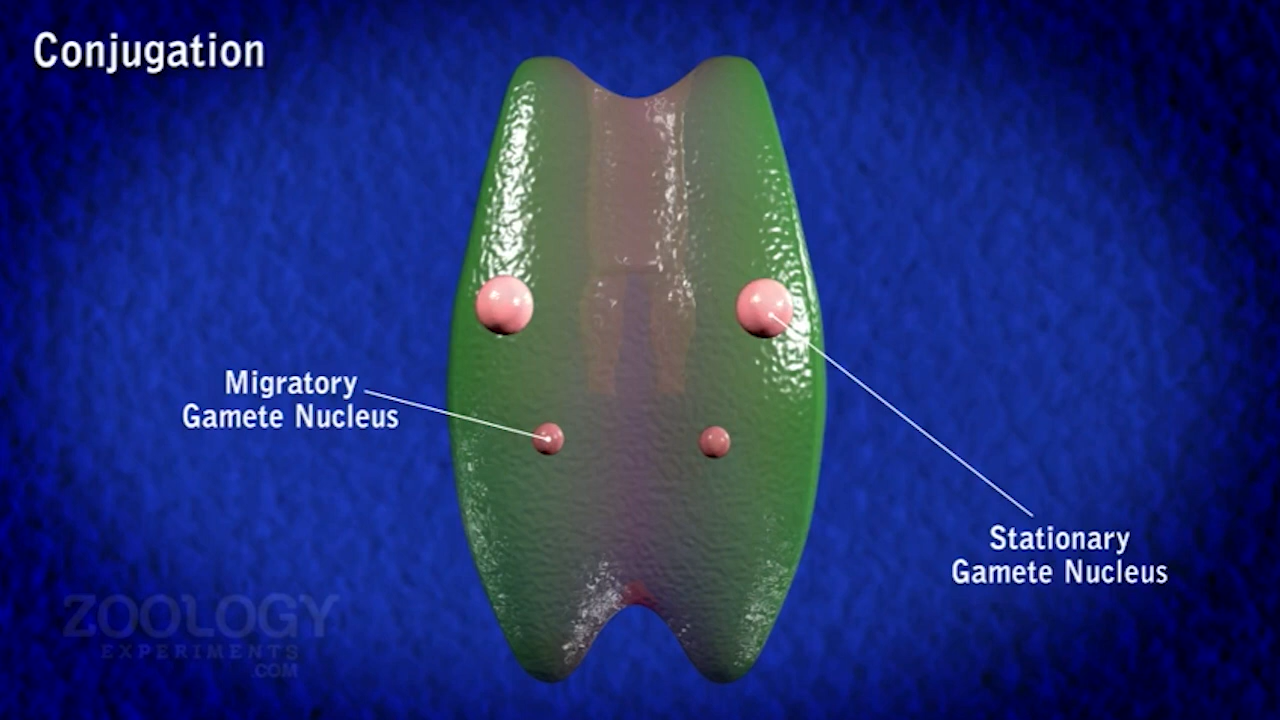 Conjugation
Migratory
Gamete Nucleus
Stationary
Gamete Nucleus
ZOOLOGY
EXPERIMENTS
.COM